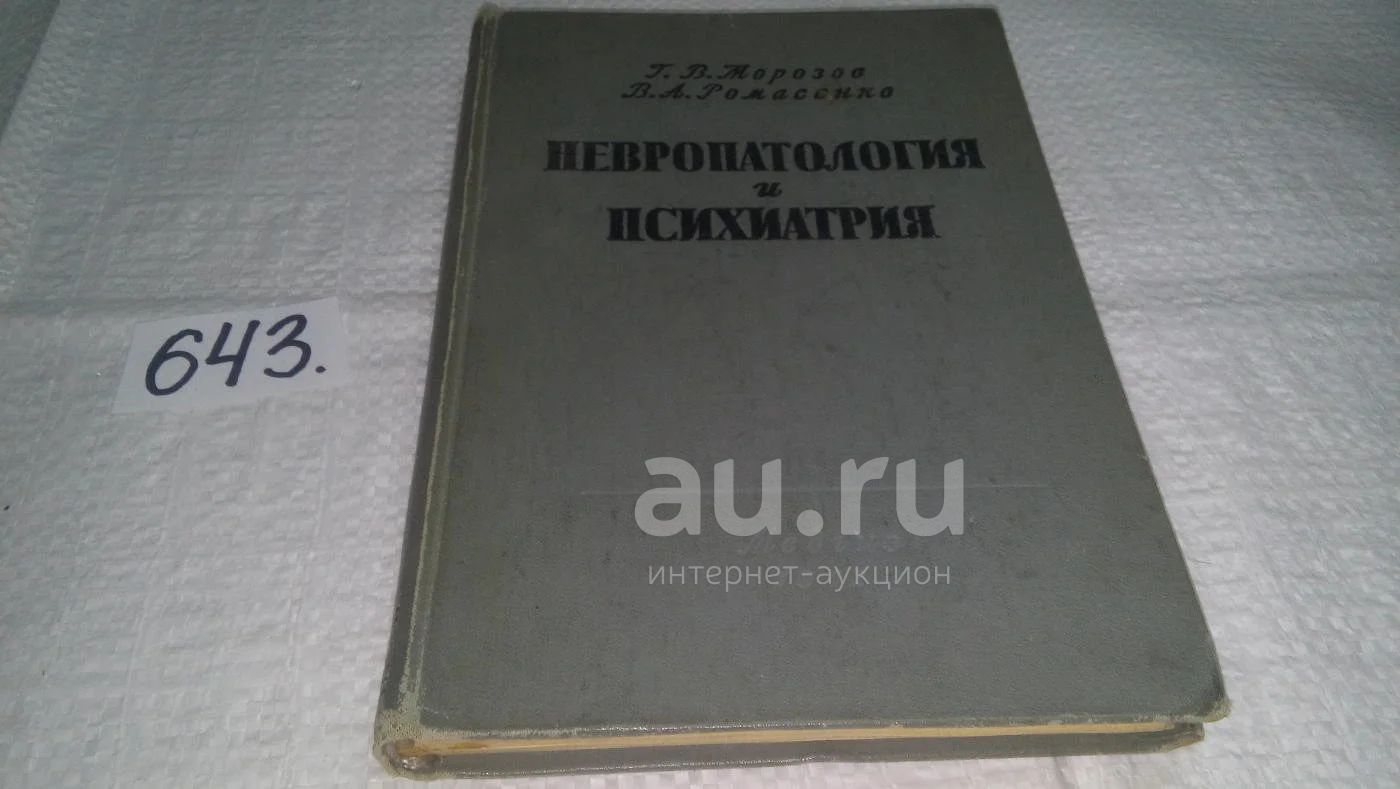 Г. В. Морозов
В. А. Ромасенко
НЕВРОПАТОЛОГИЯ
и
ПСИХИАТРИЯ
643.
au.ru
интернет-аукцион